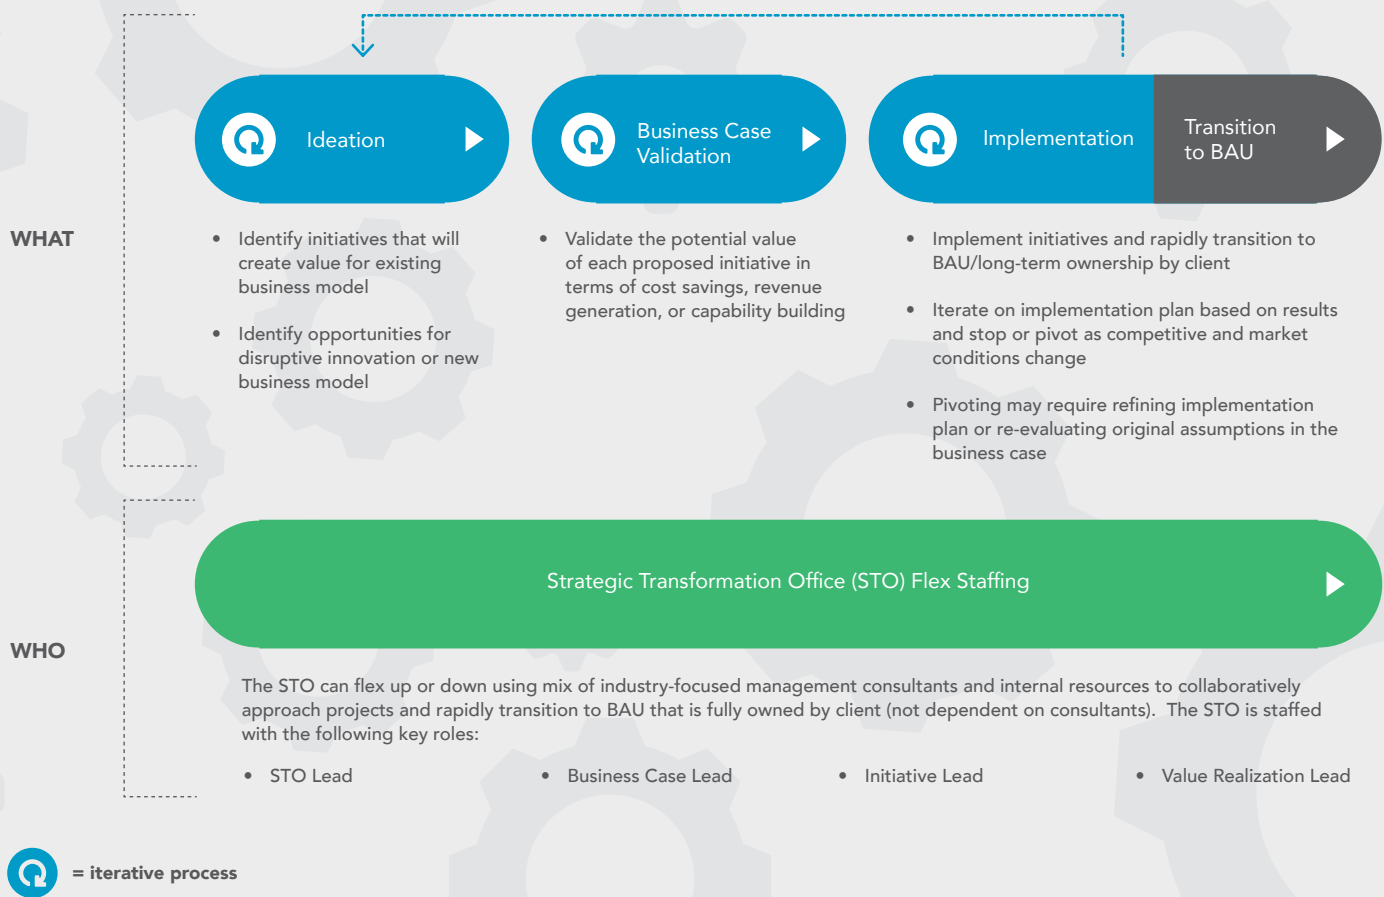 Ideation
Business Case
Validation
Implementation
Transition
to BAU
WHAT
• Identify initiatives that will
create value for existing
business model
• Identify opportunities for
disruptive innovation or new
business model
• Validate the potential value
of each proposed initiative in
terms of cost savings, revenue
generation, or capability building
• Implement initiatives and rapidly transition to
BAU/long-term ownership by client
• Iterate on implementation plan based on results
and stop or pivot as competitive and market
conditions change
• Pivoting may require refining implementation
plan or re-evaluating original assumptions in the
business case
Strategic Transformation Office (STO) Flex Staffing
WHO
The STO can flex up or down using mix of industry-focused management consultants and internal resources to collaboratively
approach projects and rapidly transition to BAU that is fully owned by client (not dependent on consultants).  The STO is staffed
with the following key roles:
• STO Lead
• Business Case Lead
• Initiative Lead
• Value Realization Lead
= iterative process